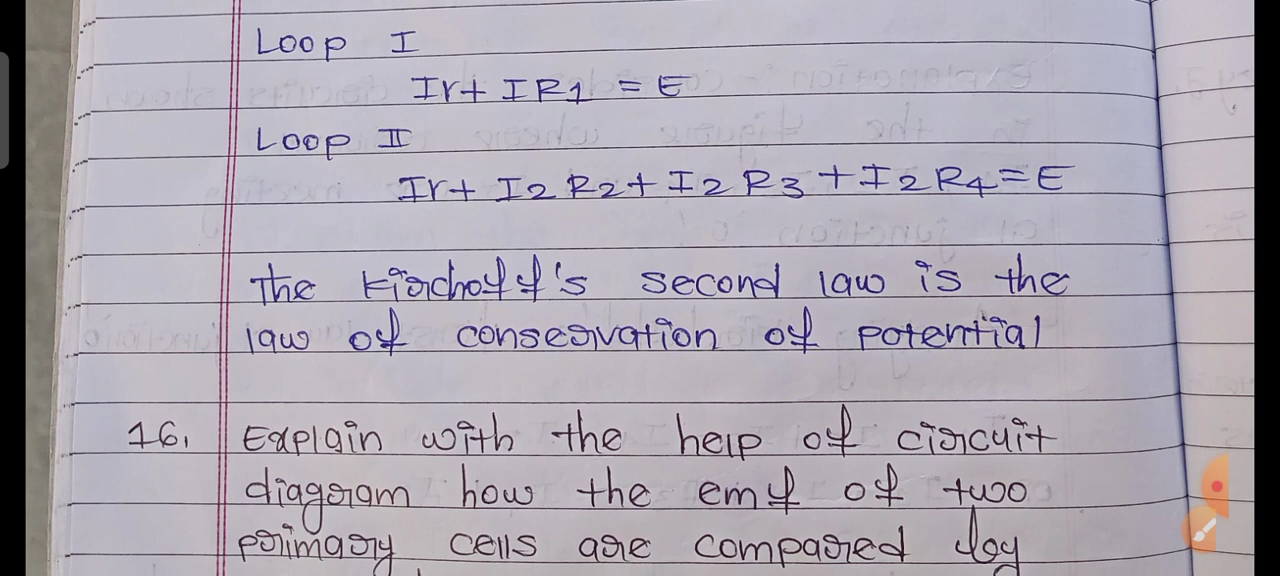 Loop I
Ir + IR1 = E
Loop II
Ir + I2 R2 + I2 R3 + I2 R4 = E
The Kirchoff's second law is the
law of conservation of potential
16. Explain with the help of circuit
diagram how the emf of two
primary cells are compared by